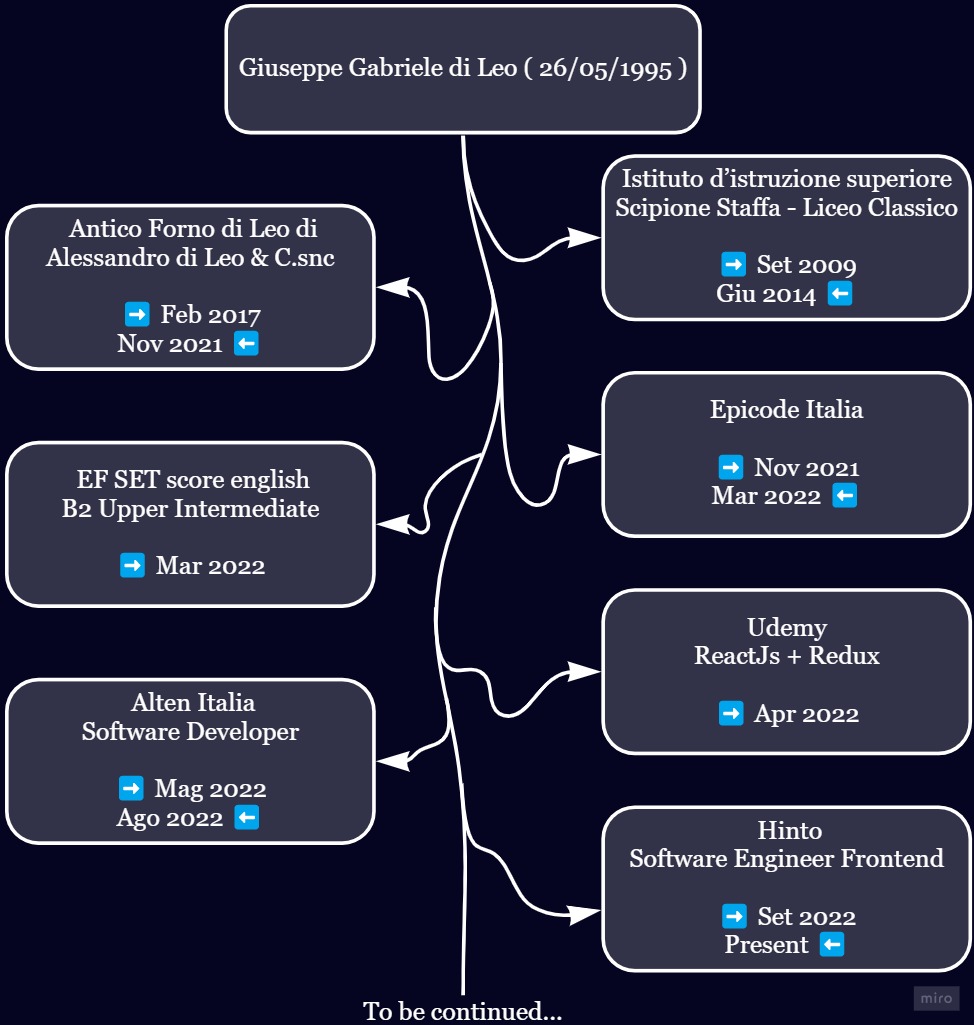 Giuseppe Gabriele di Leo ( 26/05/1995 )
Istituto d'istruzione superiore
Scipione Staffa - Liceo Classico
➡️ Set 2009
Giu 2014 ⬅️
Antico Forno di Leo di
Alessandro di Leo & C.snc
➡️ Feb 2017
Nov 2021 ⬅️
Epicode Italia
➡️ Nov 2021
Mar 2022 ⬅️
EF SET score english
B2 Upper Intermediate
➡️ Mar 2022
Udemy
ReactJs + Redux
➡️ Apr 2022
Alten Italia
Software Developer
➡️ Mag 2022
Ago 2022 ⬅️
Hinto
Software Engineer Frontend
➡️ Set 2022
Present ⬅️
To be continued...
miro